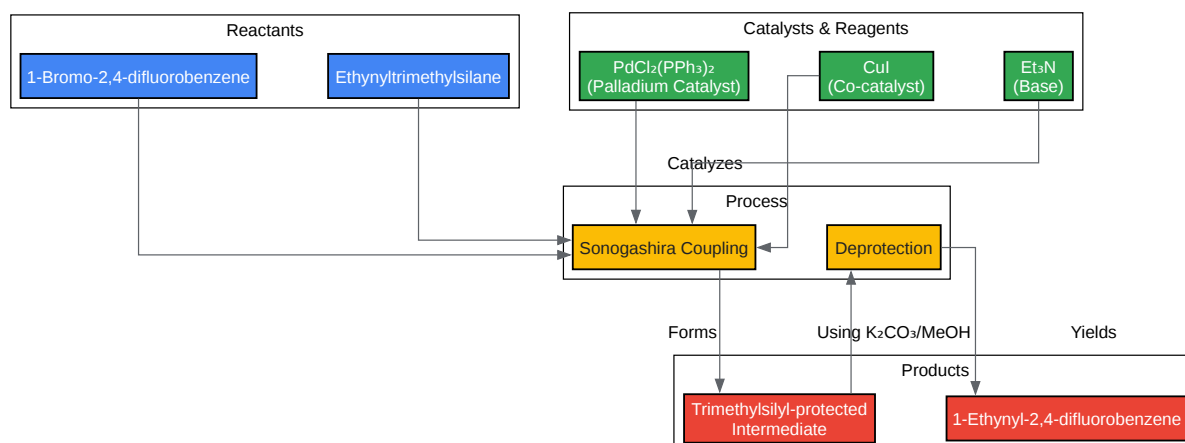 Reactants
Catalysts & Reagents
1-Bromo-2,4-difluorobenzene
Ethynyltrimethylsilane
PdCl₂(PPh₃)₂
(Palladium Catalyst)
CuI
(Co-catalyst)
Et₃N
(Base)
Catalyzes
Process
Sonogashira Coupling
Deprotection
Forms
Using K₂CO₃/MeOH
Yields
Products
Trimethylsilyl-protected
Intermediate
1-Ethynyl-2,4-difluorobenzene